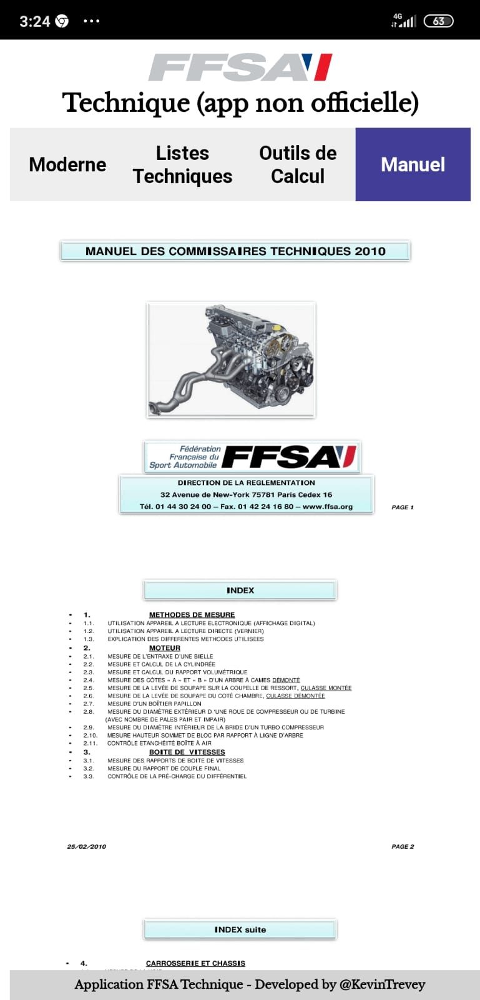 3:24
4G
63
FFSA
Technique (app non officielle)
Moderne
Listes
Techniques
Outils de
Calcul
Manuel
MANUEL DES COMMISSAIRES TECHNIQUES 2010
Fédération
Française du
Sport Automobile
FFSA
DIRECTION DE LA REGLEMENTATION
32 Avenue de New-York 75781 Paris Cedex 16
Tél. 01 44 30 24 00 – Fax. 01 42 24 16 80 – www.ffsa.org
PAGE 1
INDEX
• 1. METHODES DE MESURE
• 1.1. UTILISATION APPAREIL A LECTURE ELECTRONIQUE (AFFICHAGE DIGITAL)
• 1.2. UTILISATION APPAREIL A LECTURE DIRECTE (VERNIER)
• 1.3. EXPLICATION DES DIFFERENTES METHODES UTILISEES
• 2. MOTEUR
• 2.1. MESURE DE L'ENTRAXE D'UNE BIELLE
• 2.2. MESURE ET CALCUL DE LA CYLINDRÉE
• 2.3. MESURE ET CALCUL DU RAPPORT VOLUMÉTRIQUE
• 2.4. MESURE DES CÔTES « A » ET « B » D'UN ARBRE À CAMES DÉMONTÉ
• 2.5. MESURE DE LA LEVÉE DE SOUPAPE SUR LA COUPELLE DE RESSORT, CULASSE MONTÉE
• 2.6. MESURE DE LA LEVÉE DE SOUPAPE DU COTÉ CHAMBRE, CULASSE DÉMONTÉE
• 2.7. MESURE D'UN BOÎTIER PAPILLON
• 2.8. MESURE DU DIAMÈTRE EXTÉRIEUR D 'UNE ROUE DE COMPRESSEUR OU DE TURBINE
(AVEC NOMBRE DE PALES PAIR ET IMPAIR)
• 2.9. MESURE DU DIAMÈTRE INTÉRIEUR DE LA BRIDE D'UN TURBO COMPRESSEUR
• 2.10. MESURE HAUTEUR SOMMET DE BLOC PAR RAPPORT À LIGNE D'ARBRE
• 2.11. CONTRÔLE ETANCHÉITÉ BOÎTE À AIR
• 3. BOITE DE VITESSES
• 3.1. MESURE DES RAPPORTS DE BOITE DE VITESSES
• 3.2. MESURE DU RAPPORT DE COUPLE FINAL
• 3.3. CONTRÔLE DE LA PRÉ-CHARGE DU DIFFÉRENTIEL
25/02/2010
PAGE 2
INDEX suite
• 4. CARROSSERIE ET CHASSIS
Application FFSA Technique - Developed by @KevinTrevey